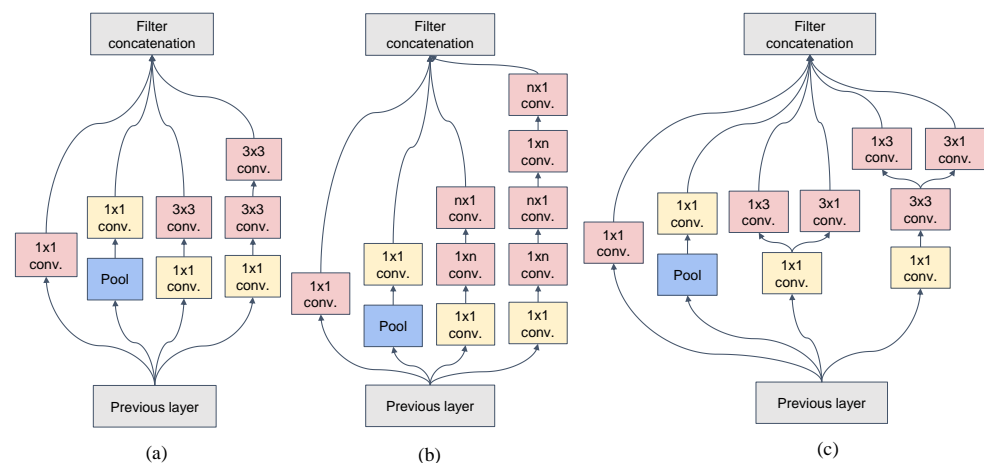 Filter
concatenation
3x3
conv.
1x1
conv.
3x3
conv.
3x3
conv.
1x1
conv.
Pool
1x1
conv.
1x1
conv.
Previous layer
(a)
Filter
concatenation
nx1
conv.
1xn
conv.
nx1
conv.
nx1
conv.
1x1
conv.
1xn
conv.
1xn
conv.
1x1
conv.
Pool
1x1
conv.
1x1
conv.
Previous layer
(b)
Filter
concatenation
1x3
conv.
3x1
conv.
1x1
conv.
1x3
conv.
3x1
conv.
3x3
conv.
1x1
conv.
Pool
1x1
conv.
1x1
conv.
Previous layer
(c)